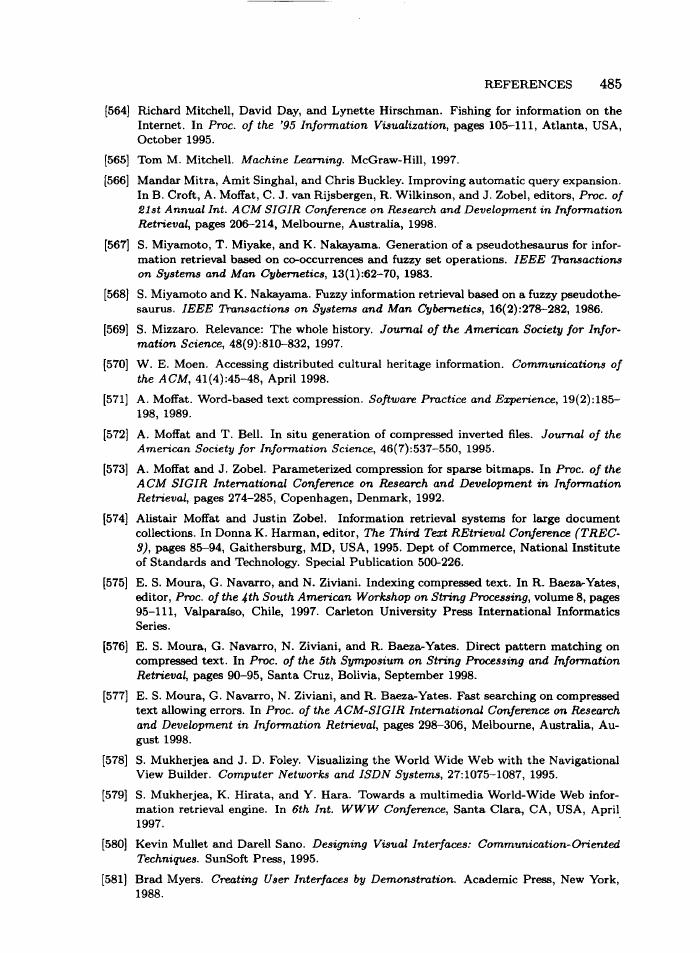 REFERENCES 485
[564] Richard Mitchell, David Day, and Lynette Hirschman. Fishing for information on the
Internet. In Proc. of the '95 Information Visualization, pages 105–111, Atlanta, USA,
October 1995.
[565] Tom M. Mitchell. Machine Learning. McGraw-Hill, 1997.
[566] Mandar Mitra, Amit Singhal, and Chris Buckley. Improving automatic query expansion.
In B. Croft, A. Moffat, C. J. van Rijsbergen, R. Wilkinson, and J. Zobel, editors, Proc. of
21st Annual Int. ACM SIGIR Conference on Research and Development in Information
Retrieval, pages 206–214, Melbourne, Australia, 1998.
[567] S. Miyamoto, T. Miyake, and K. Nakayama. Generation of a pseudothesaurus for infor-
mation retrieval based on co-occurrences and fuzzy set operations. IEEE Transactions
on Systems and Man Cybernetics, 13(1):62–70, 1983.
[568] S. Miyamoto and K. Nakayama. Fuzzy information retrieval based on a fuzzy pseudothe-
saurus. IEEE Transactions on Systems and Man Cybernetics, 16(2):278–282, 1986.
[569] S. Mizzaro. Relevance: The whole history. Journal of the American Society for Infor-
mation Science, 48(9):810–832, 1997.
[570] W. E. Moen. Accessing distributed cultural heritage information. Communications of
the ACM, 41(4):45–48, April 1998.
[571] A. Moffat. Word-based text compression. Software Practice and Experience, 19(2):185–
198, 1989.
[572] A. Moffat and T. Bell. In situ generation of compressed inverted files. Journal of the
American Society for Information Science, 46(7):537–550, 1995.
[573] A. Moffat and J. Zobel. Parameterized compression for sparse bitmaps. In Proc. of the
ACM SIGIR International Conference on Research and Development in Information
Retrieval, pages 274–285, Copenhagen, Denmark, 1992.
[574] Alistair Moffat and Justin Zobel. Information retrieval systems for large document
collections. In Donna K. Harman, editor, The Third Text REtrieval Conference (TREC-
3), pages 85–94, Gaithersburg, MD, USA, 1995. Dept of Commerce, National Institute
of Standards and Technology. Special Publication 500-226.
[575] E. S. Moura, G. Navarro, and N. Ziviani. Indexing compressed text. In R. Baeza-Yates,
editor, Proc. of the 4th South American Workshop on String Processing, volume 8, pages
95–111, Valparaíso, Chile, 1997. Carleton University Press International Informatics
Series.
[576] E. S. Moura, G. Navarro, N. Ziviani, and R. Baeza-Yates. Direct pattern matching on
compressed text. In Proc. of the 5th Symposium on String Processing and Information
Retrieval, pages 90–95, Santa Cruz, Bolivia, September 1998.
[577] E. S. Moura, G. Navarro, N. Ziviani, and R. Baeza-Yates. Fast searching on compressed
text allowing errors. In Proc. of the ACM-SIGIR International Conference on Research
and Development in Information Retrieval, pages 298–306, Melbourne, Australia, Au-
gust 1998.
[578] S. Mukherjea and J. D. Foley. Visualizing the World Wide Web with the Navigational
View Builder. Computer Networks and ISDN Systems, 27:1075–1087, 1995.
[579] S. Mukherjea, K. Hirata, and Y. Hara. Towards a multimedia World-Wide Web infor-
mation retrieval engine. In 6th Int. WWW Conference, Santa Clara, CA, USA, April
1997.
[580] Kevin Mullet and Darell Sano. Designing Visual Interfaces: Communication-Oriented
Techniques. SunSoft Press, 1995.
[581] Brad Myers. Creating User Interfaces by Demonstration. Academic Press, New York,
1988.